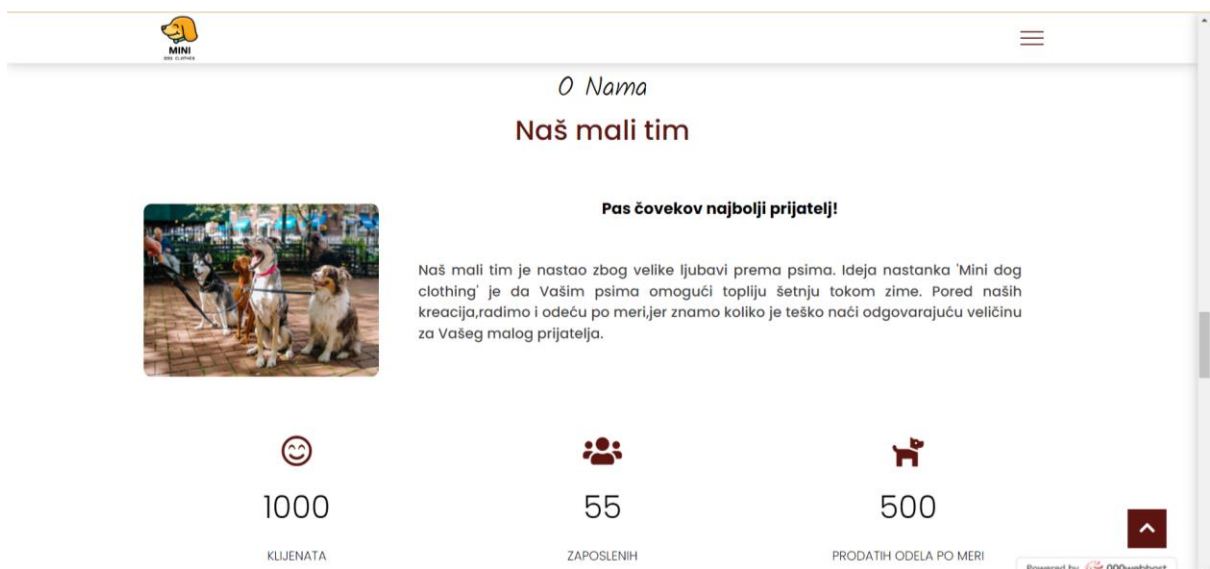 MINI
DOG CLOTHES
O Nama
Naš mali tim
Pas čovekov najbolji prijatelj!
Naš mali tim je nastao zbog velike ljubavi prema psima. Ideja nastanka 'Mini dog
clothing' je da Vašim psima omogući topliju šetnju tokom zime. Pored naših
kreacija,radimo i odeću po meri,jer znamo koliko je teško naći odgovarajuću veličinu
za Vašeg malog prijatelja.
1000
55
500
KLIJENATA
ZAPOSLENIH
PRODATIH ODELA PO MERI
Powered by 000webhost